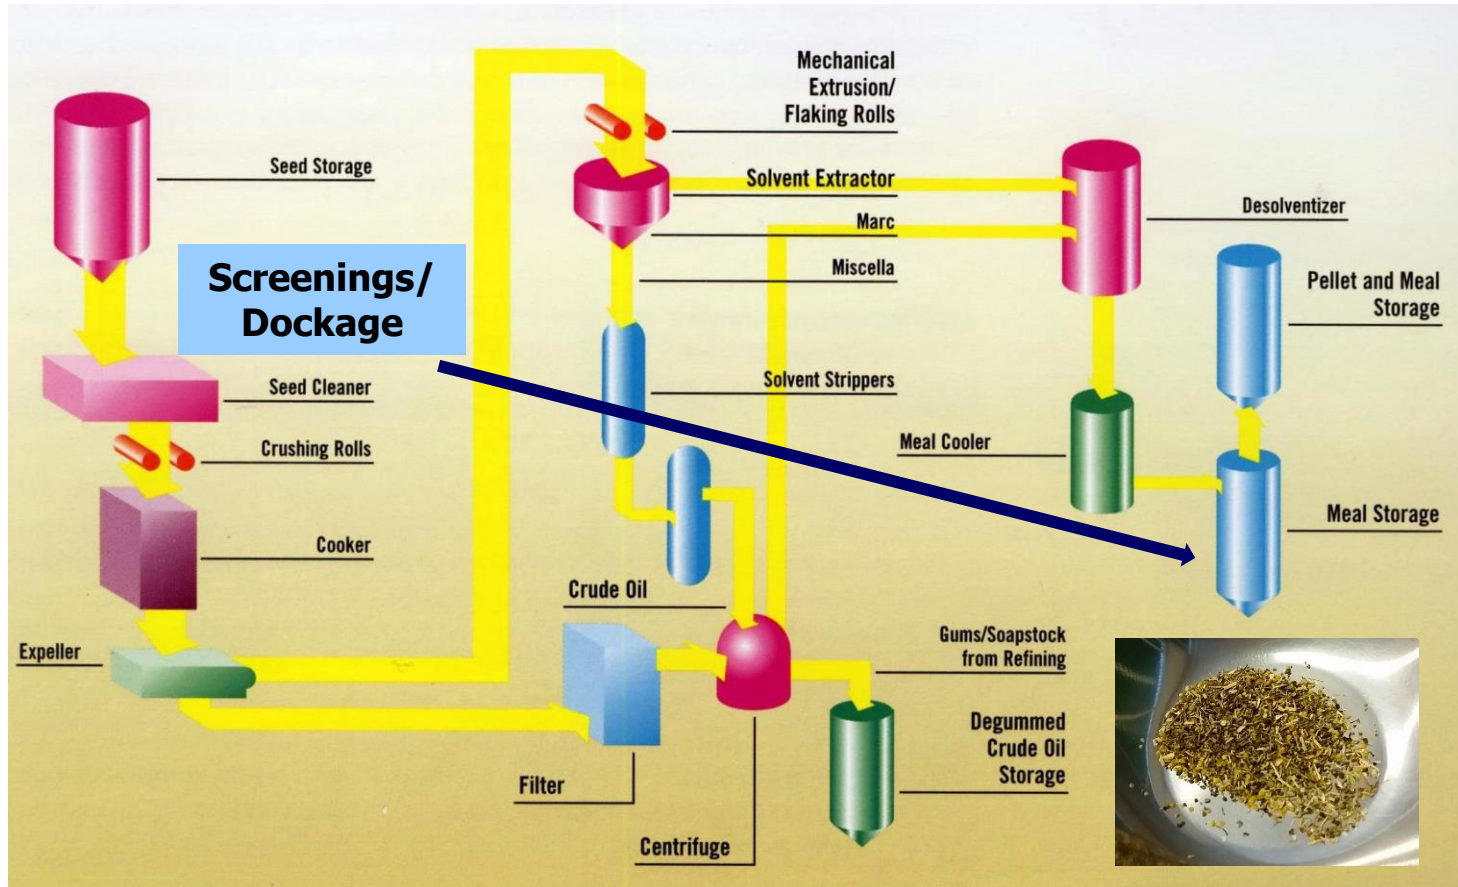 Mechanical
Extrusion/
Flaking Rolls
Seed Storage
Solvent Extractor
Marc
Miscella
Desolventizer
Screenings/
Dockage
Pellet and Meal
Storage
Seed Cleaner
Solvent Strippers
Crushing Rolls
Meal Cooler
Meal Storage
Cooker
Crude Oil
Expeller
Gums/Soapstock
from Refining
Degummed
Crude Oil
Storage
Filter
Centrifuge